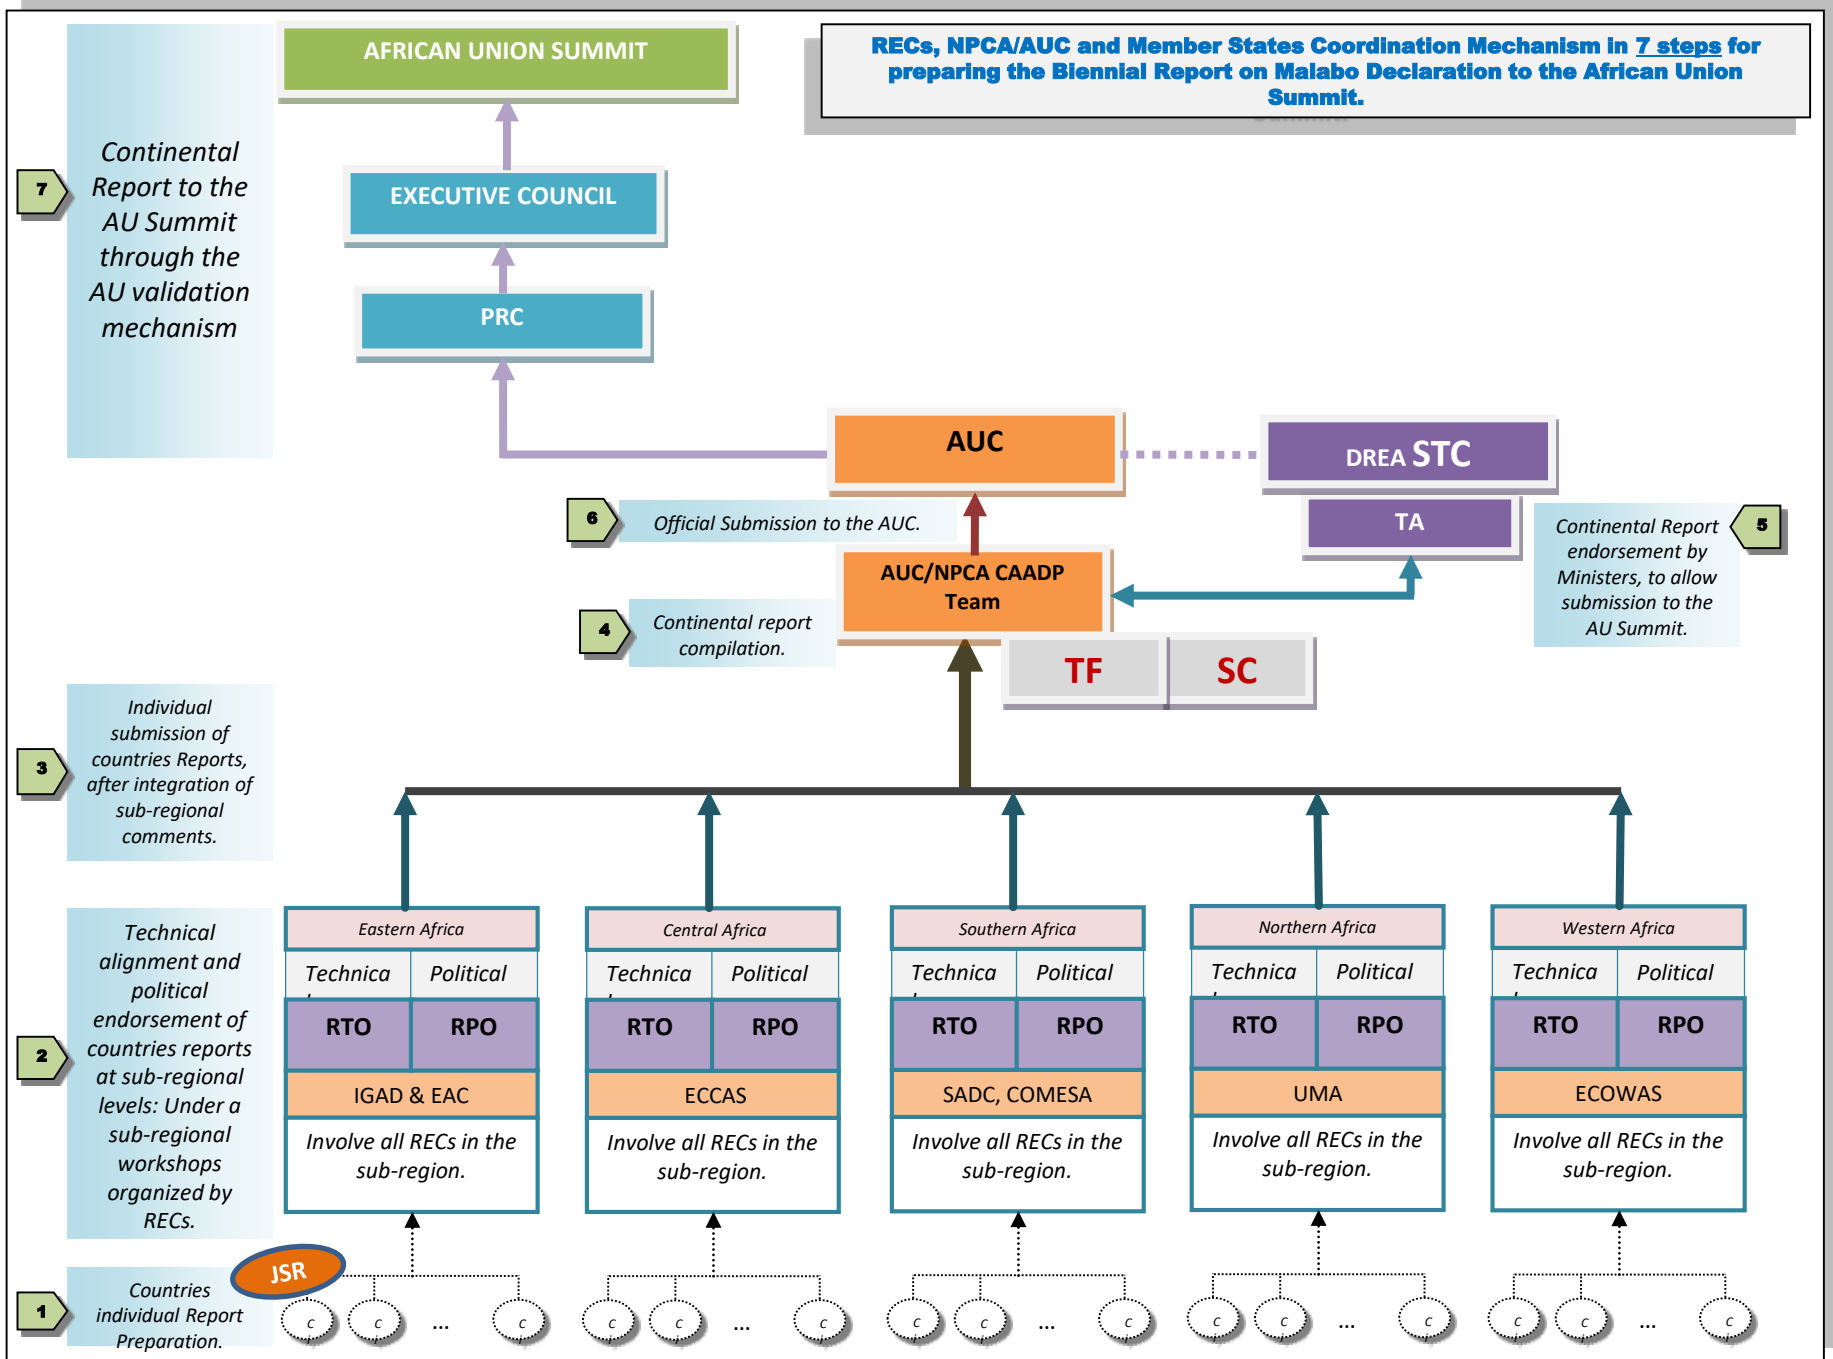 AFRICAN UNION SUMMIT
RECs, NPCA/AUC and Member States Coordination Mechanism in 7 steps for
preparing the Biennial Report on Malabo Declaration to the African Union
Summit.
7
Continental
Report to the
AU Summit
through the
AU validation
mechanism
EXECUTIVE COUNCIL
PRC
AUC
DREA STC
TA
6
Official Submission to the AUC.
5
Continental Report
endorsement by
Ministers, to allow
submission to the
AU Summit.
AUC/NPCA CAADP
Team
4
Continental report
compilation.
TF
SC
3
Individual
submission of
countries Reports,
after integration of
sub-regional
comments.
2
Technical
alignment and
political
endorsement of
countries reports
at sub-regional
levels: Under a
sub-regional
workshops
organized by
RECs.
Eastern Africa
Technica
Political
RTO
RPO
IGAD & EAC
Involve all RECs in the
sub-region.
Central Africa
Technica
Political
RTO
RPO
ECCAS
Involve all RECs in the
sub-region.
Southern Africa
Technica
Political
RTO
RPO
SADC, COMESA
Involve all RECs in the
sub-region.
Northern Africa
Technica
Political
RTO
RPO
UMA
Involve all RECs in the
sub-region.
Western Africa
Technica
Political
RTO
RPO
ECOWAS
Involve all RECs in the
sub-region.
JSR
1
Countries
individual Report
Preparation.
c c ... c
c c ... c
c c ... c
c c ... c
c c ... c